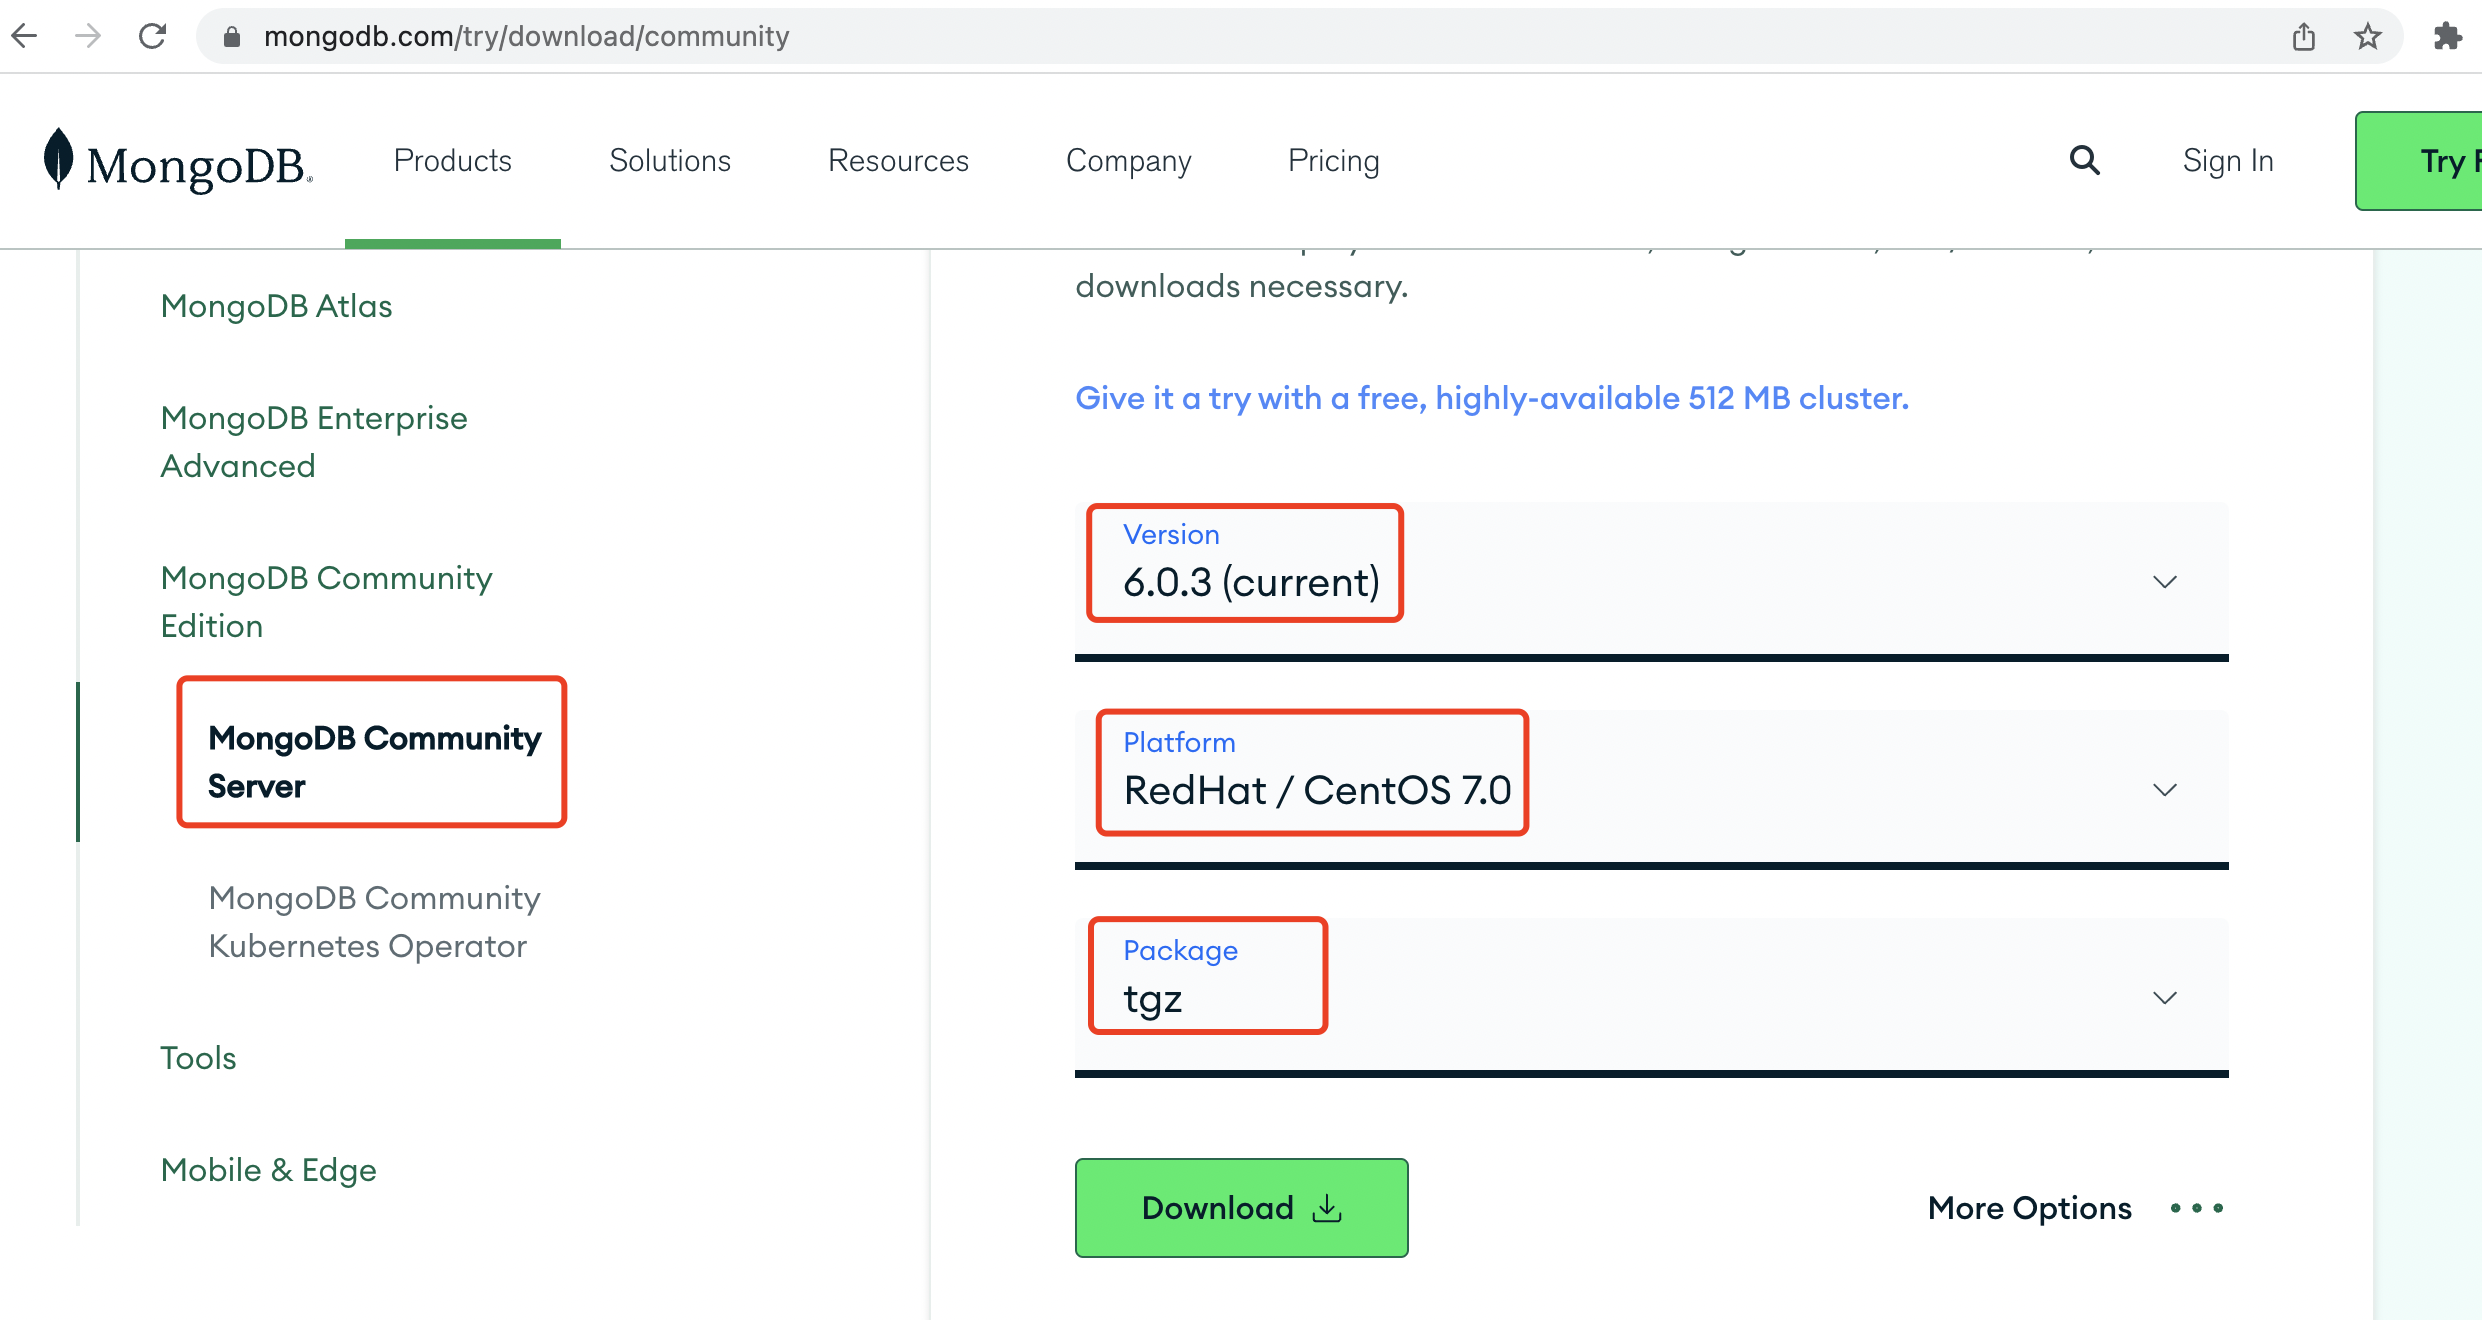 mongodb.com/try/download/community
MongoDB®
Products
Solutions
Resources
Company
Pricing
Sign In
Try
MongoDB Atlas
MongoDB Enterprise
Advanced
MongoDB Community
Edition
MongoDB Community
Server
MongoDB Community
Kubernetes Operator
Tools
Mobile & Edge
downloads necessary.
Give it a try with a free, highly-available 512 MB cluster.
Version
6.0.3 (current)
Platform
RedHat / CentOS 7.0
Package
tgz
Download
More Options